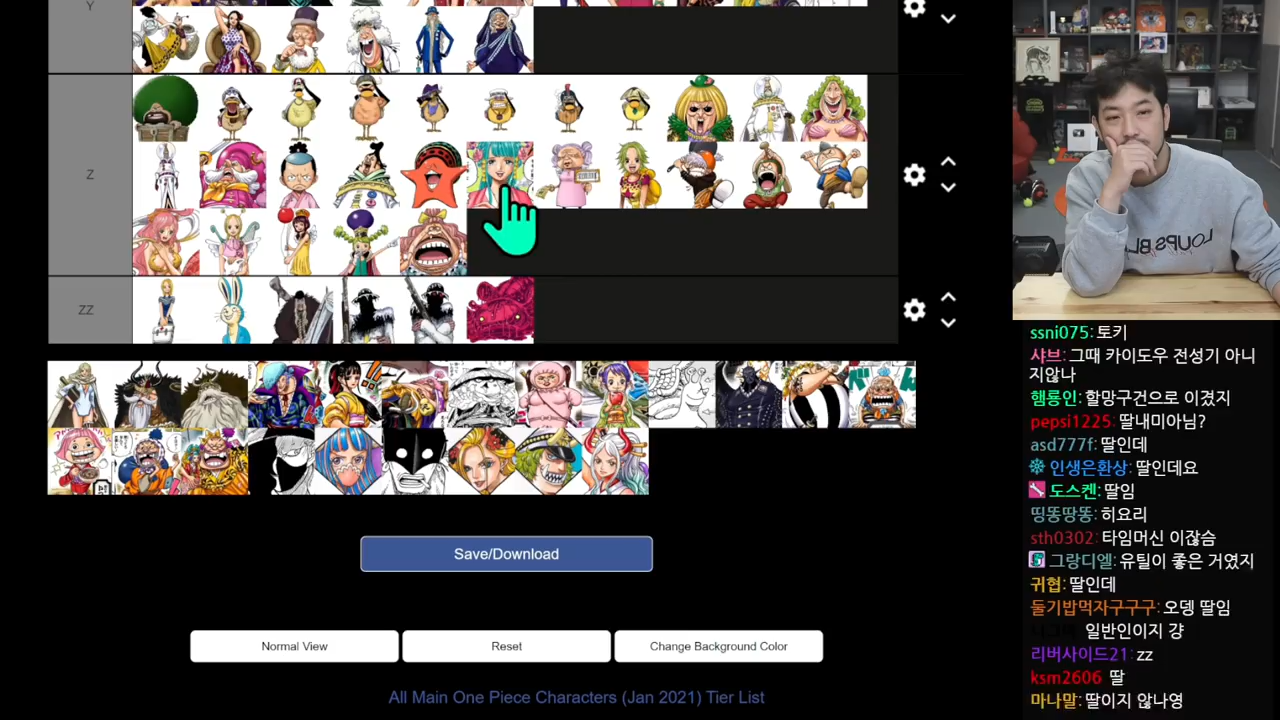 Y
Z
ZZ
Save/Download
Normal View
Reset
Change Background Color
All Main One Piece Characters (Jan 2021) Tier List
LOUPS BL
ssni075: 토키
샤브: 그때 카이도우 전성기 아니
지않나
햄룡인: 할망구건으로 이겼지
pepsi1225: 딸내미아님?
asd777f: 딸인데
인생은환상: 딸인데요
도스켄: 딸임
띵똥땅똥: 히요리
sth0302: 타임머신 이잖슴
그랑디엘: 유틸이 좋은 거였지
귀협: 딸인데
둘기밥먹자구구구: 오뎅 딸임
일반인이지 걍
리버사이드21: zz
ksm2606 딸
마나말: 딸이지 않나영